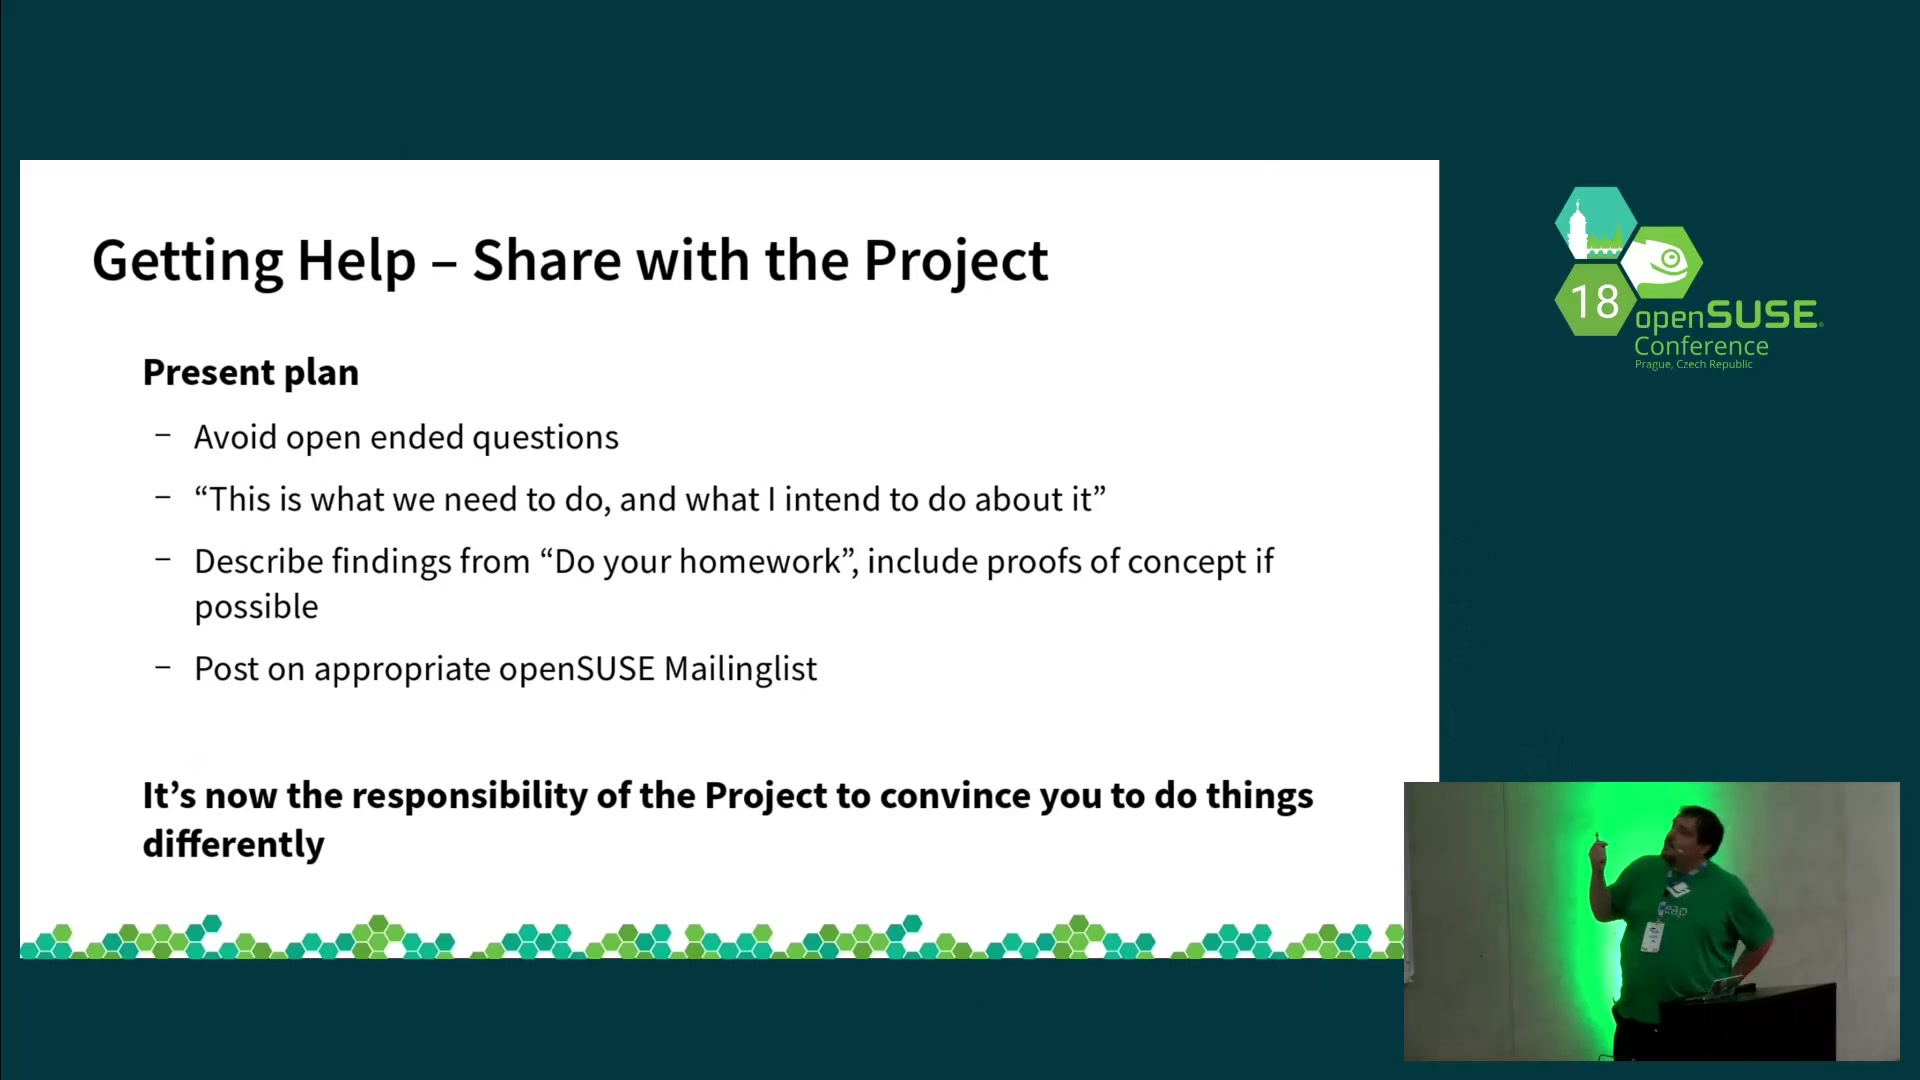 Getting Help – Share with the Project
Present plan
– Avoid open ended questions
– “This is what we need to do, and what I intend to do about it”
– Describe findings from “Do your homework”, include proofs of concept if
possible
– Post on appropriate openSUSE Mailinglist
It’s now the responsibility of the Project to convince you to do things
differently
18
openSUSE
Conference
Prague, Czech Republic